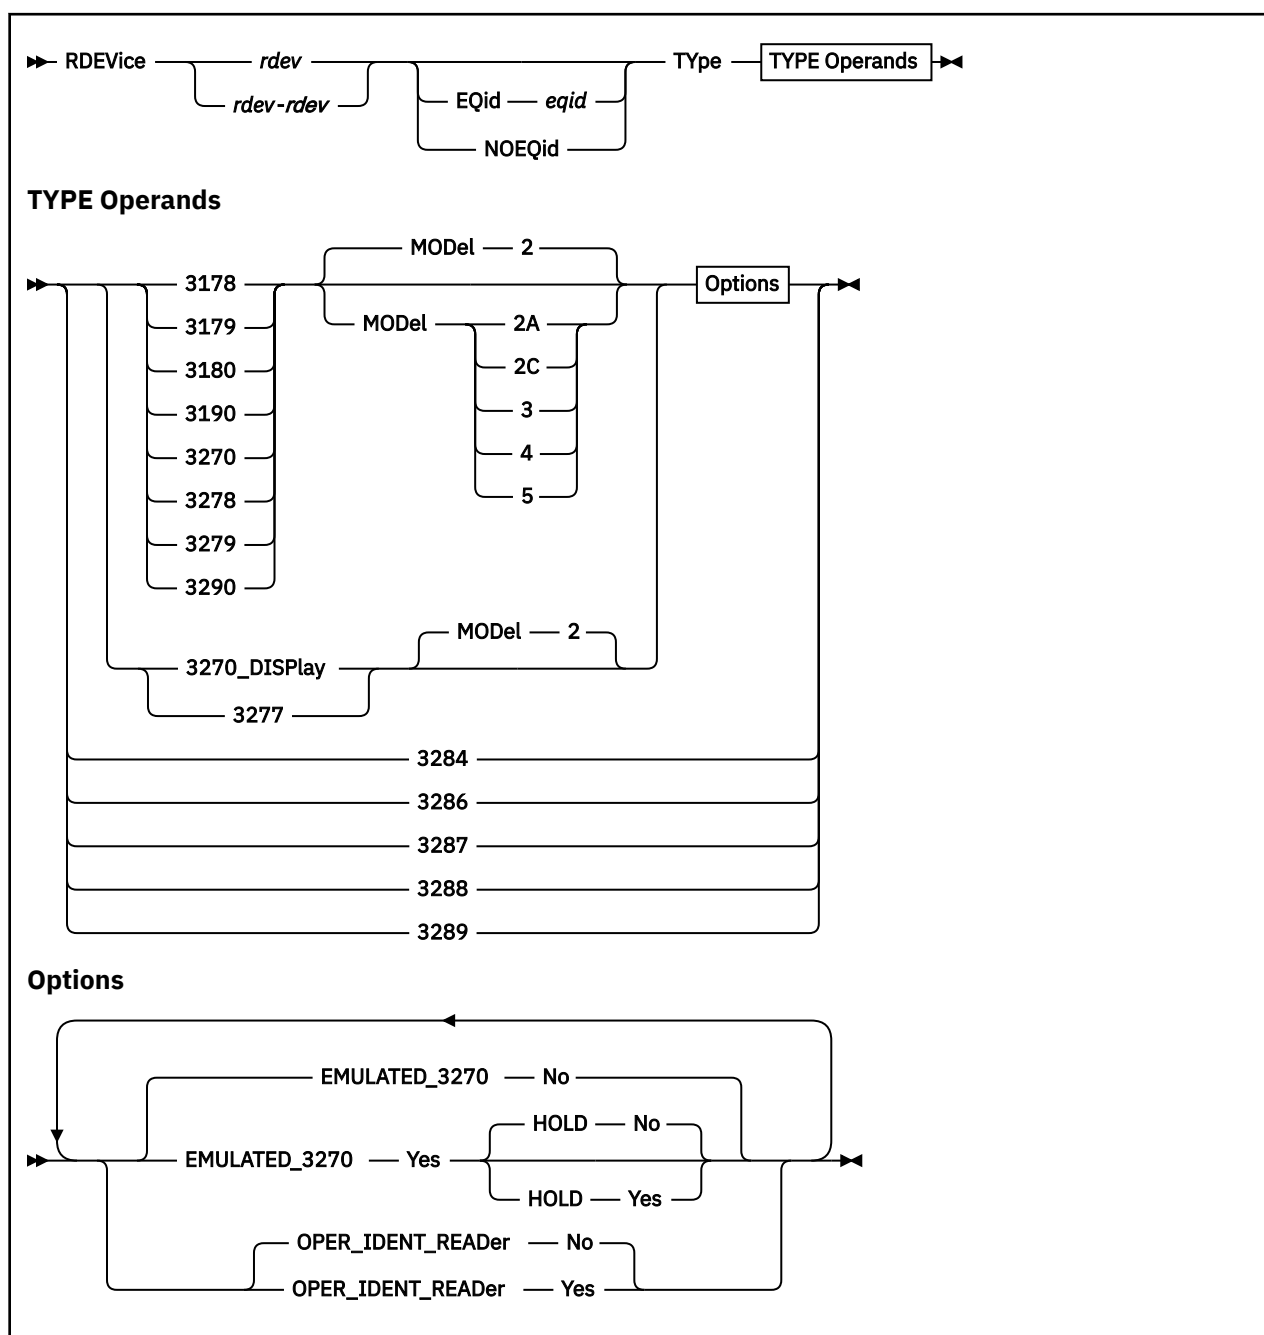 RDEVice rdev TYpe TYPE Operands
rdev-rdev EQid eqid
NOEQid
TYPE Operands
MODel 2
3178 Options
3179 MODel 2A
3180 2C
3190 3
3270 4
3278 5
3279
3290
MODel 2
3270_DISPlay
3277
3284
3286
3287
3288
3289
Options
EMULATED_3270 No
HOLD No
EMULATED_3270 Yes
HOLD Yes
OPER_IDENT_READer No
OPER_IDENT_READer Yes